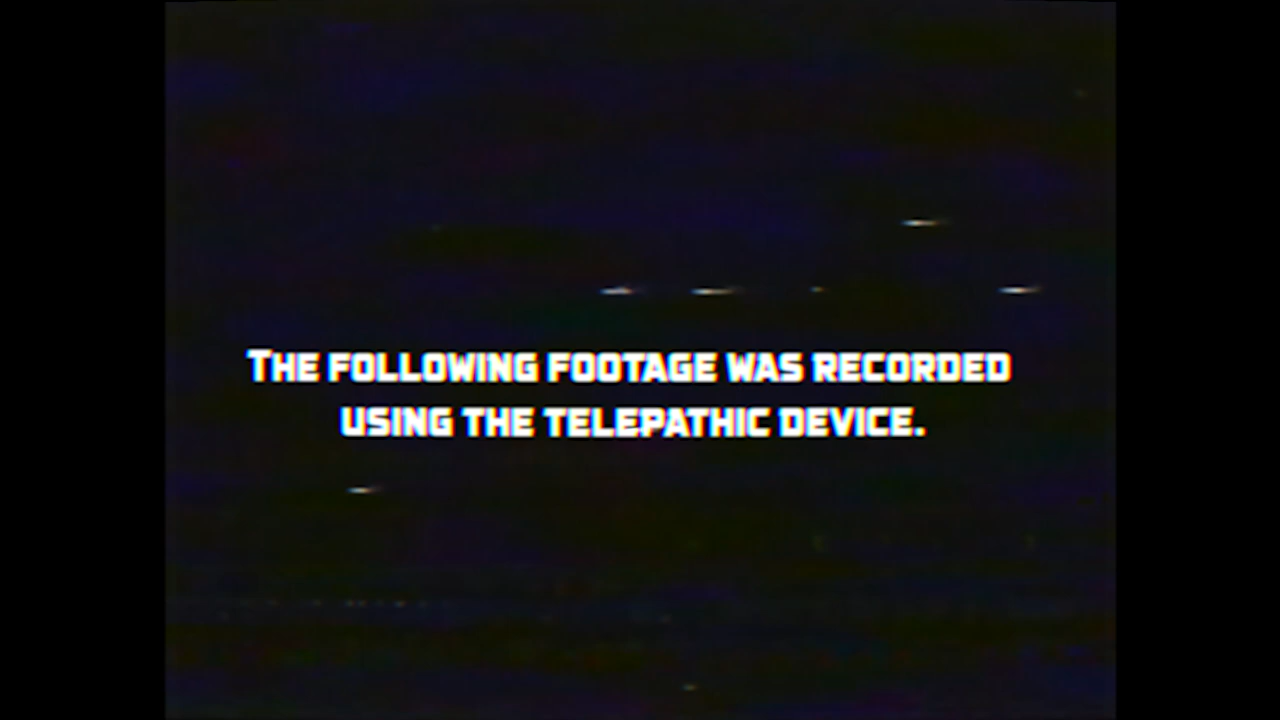 The following footage was recorded
using the telepathic device.